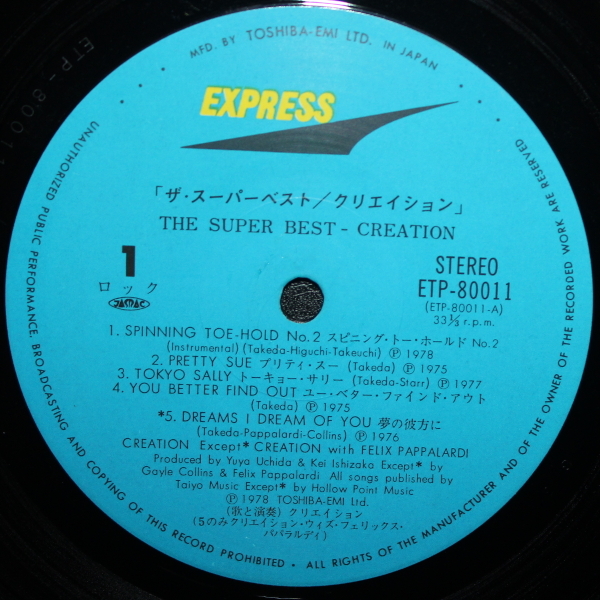 MFD. BY TOSHIBA-EMI LTD. IN JAPAN
EXPRESS
「ザ・スーパーベスト/クリエイション」
THE SUPER BEST - CREATION
1
ロック
JASRAC
STEREO
ETP-80011
(ETP-80011-A)
33⅓ r.p.m.
1. SPINNING TOE-HOLD No.2 スピニング・トー・ホールド No.2
(Instrumental) (Takeda-Higuchi-Takeuchi) Ⓟ 1978
2. PRETTY SUE プリティ・スー (Takeda) Ⓟ 1975
3. TOKYO SALLY トーキョー・サリー (Takeda-Starr) Ⓟ 1977
4. YOU BETTER FIND OUT ユー・ベター・ファインド・アウト
(Takeda) Ⓟ 1975
*5. DREAMS I DREAM OF YOU 夢の彼方に
(Takeda-Pappalardi-Collins) Ⓟ 1976
CREATION Except* CREATION with FELIX PAPPALARDI
Produced by Yuya Uchida & Kei Ishizako Except* by
Gayle Collins & Felix Pappalardi All songs published by
Taiyo Music Except* by Hollow Point Music
Ⓟ 1978 TOSHIBA-EMI Ltd.
(歌と演奏) クリエイション
(5のみクリエイション・ウィズ・フェリックス・
パパラルディ)
UNAUTHORIZED PUBLIC PERFORMANCE, BROADCASTING AND COPYING OF THIS RECORD PROHIBITED • ALL RIGHTS OF THE MANUFACTURER AND OF THE OWNER OF THE RECORDED WORK ARE RESERVED
ETP-8001